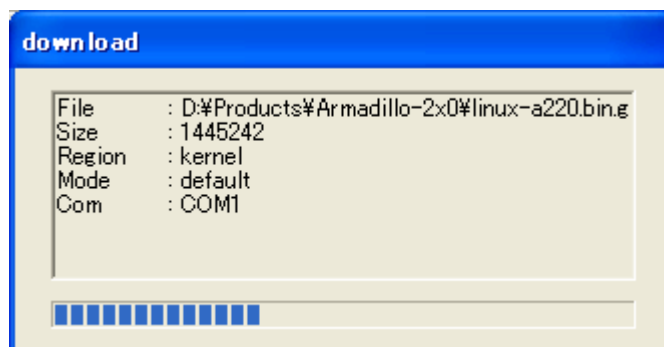 download
File : D:¥Products¥Armadillo-2x0¥linux-a220.bin.g
Size : 1445242
Region : kernel
Mode : default
Com : COM1